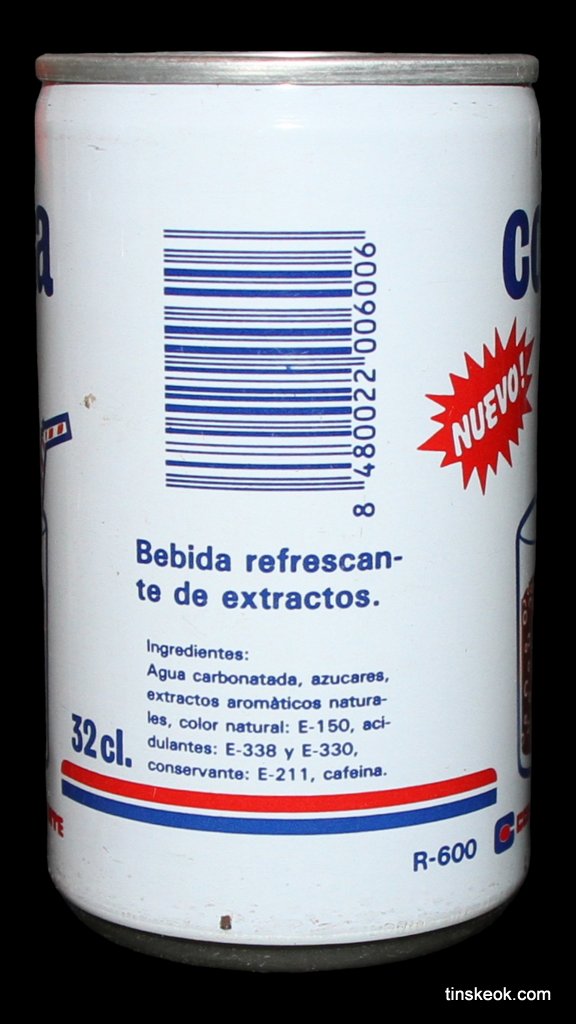 8 480022 006006
NUEVO!
Bebida refrescan-
te de extractos.
Ingredientes:
Agua carbonatada, azucares,
extractos aromàticos natura-
les, color natural: E-150, aci-
dulantes: E-338 y E-330,
conservante: E-211, cafeina.
32 cl.
R-600
tinskeok.com